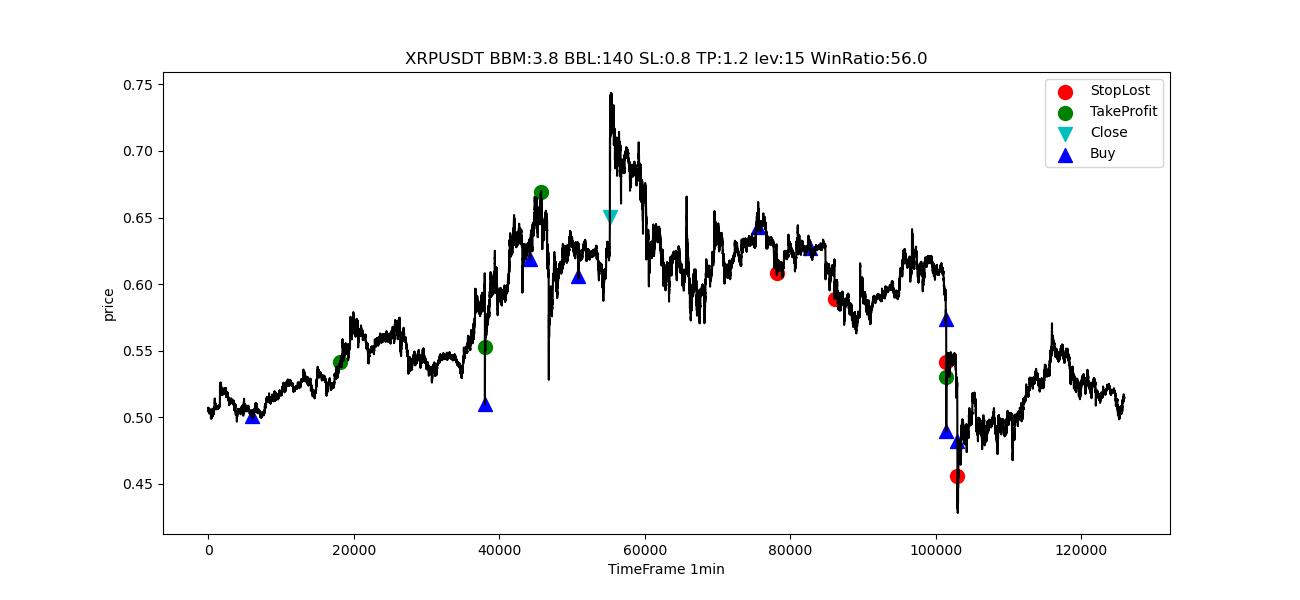 XRPUSDT BBM:3.8 BBL:140 SL:0.8 TP:1.2 lev:15 WinRatio:56.0
StopLost
TakeProfit
Close
Buy
price
0.75
0.70
0.65
0.60
0.55
0.50
0.45
0 20000 40000 60000 80000 100000 120000
TimeFrame 1min